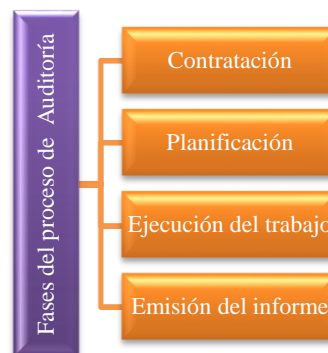 Fases del proceso de Auditoría
Contratación
Planificación
Ejecución del trabajo
Emisión del informe